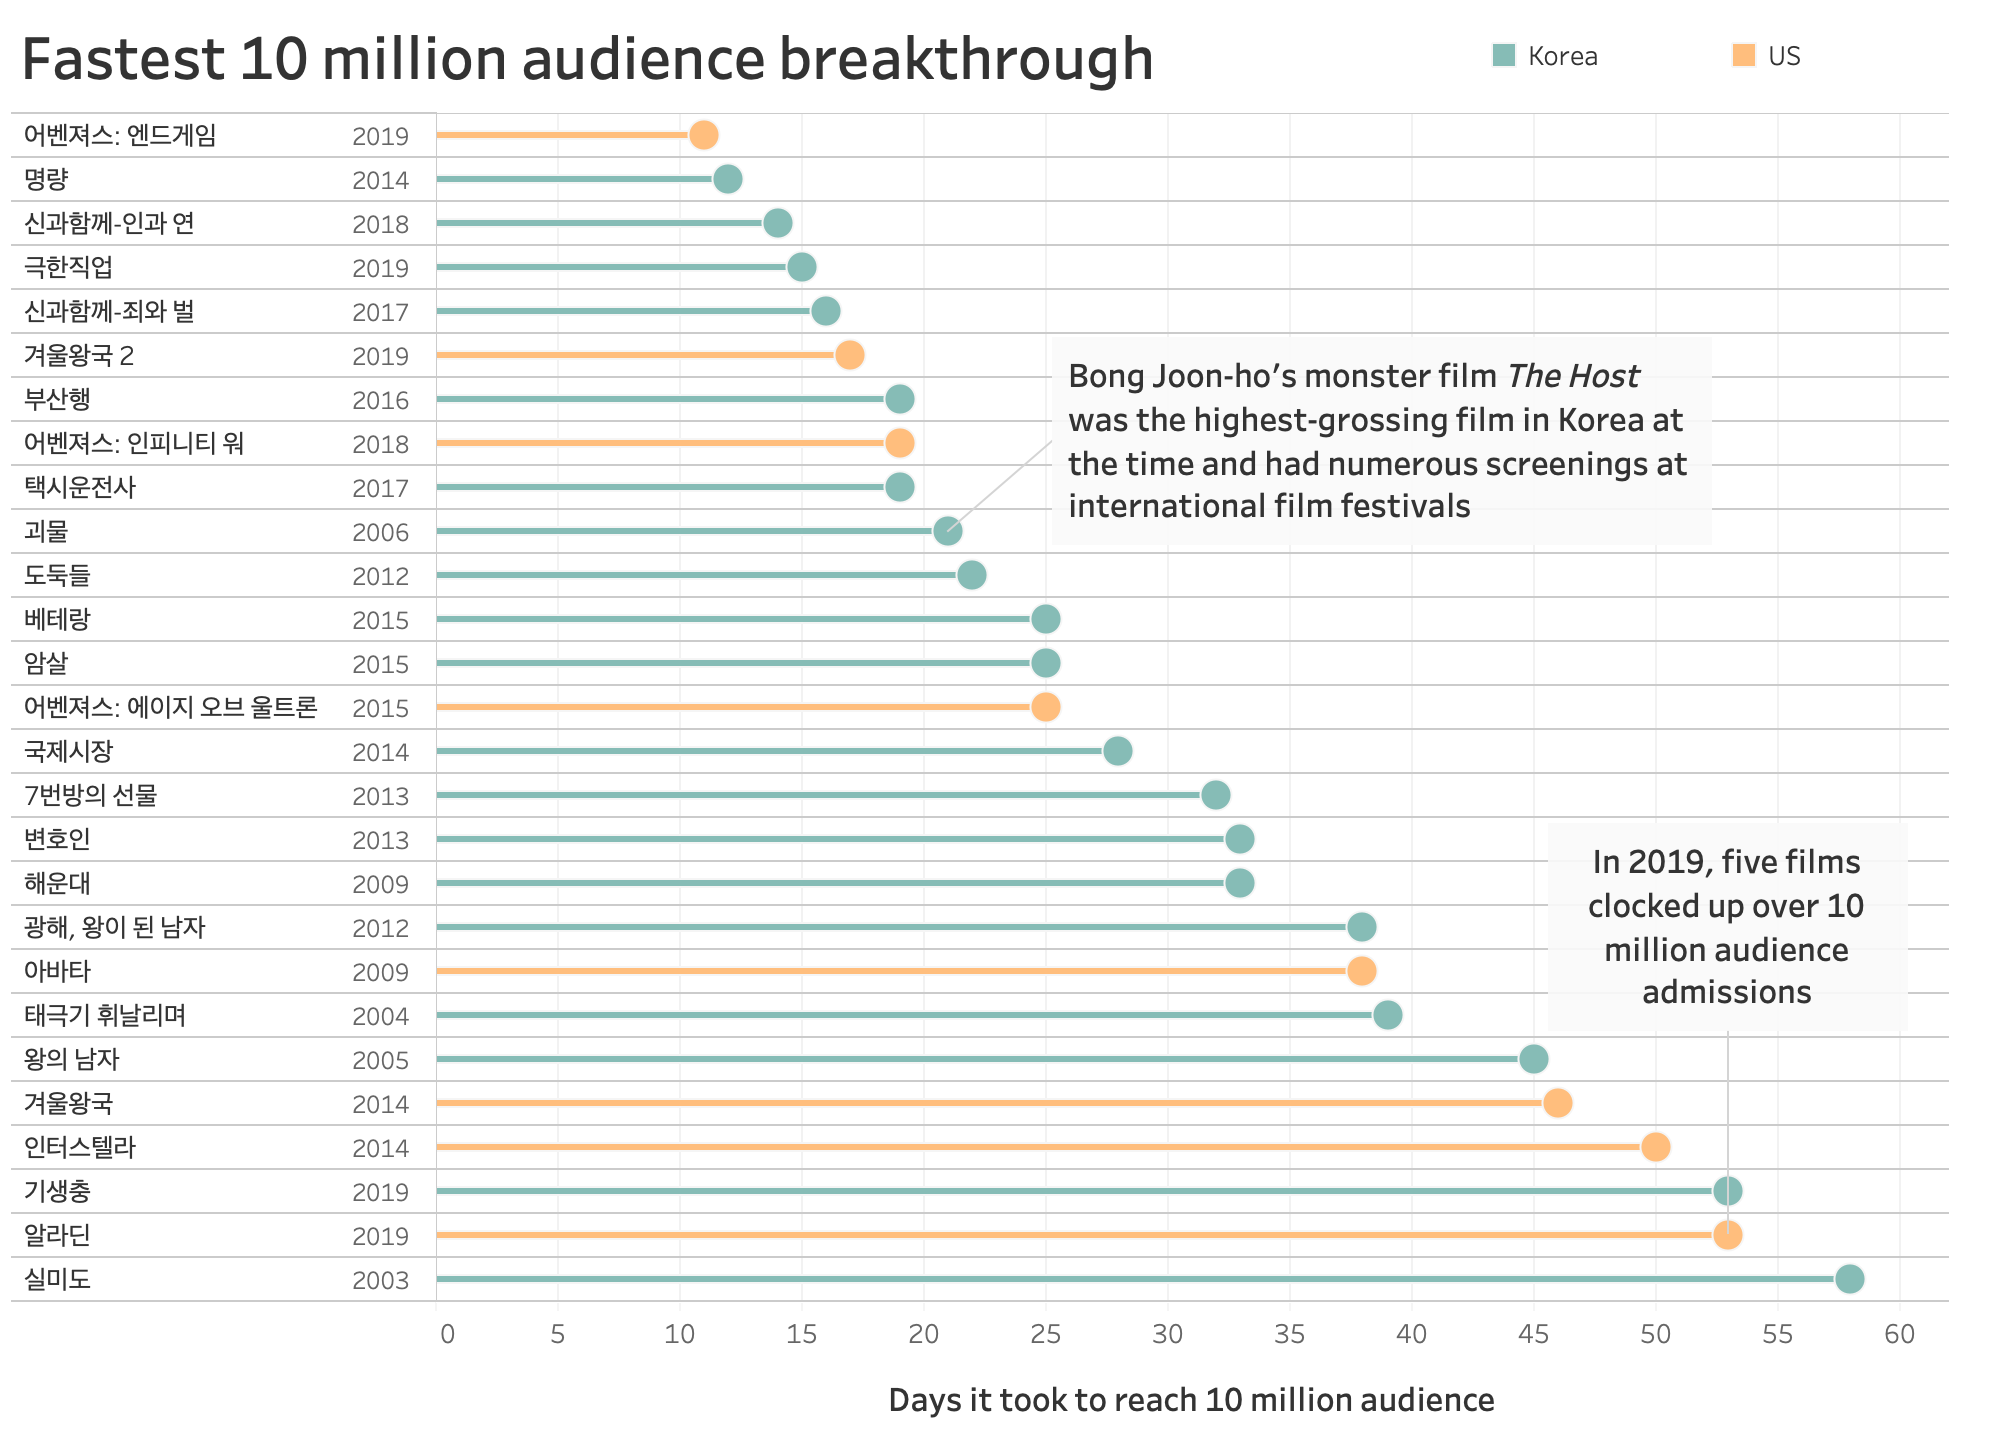 Fastest 10 million audience breakthrough
Korea
US
어벤져스: 엔드게임 2019
명량 2014
신과함께-인과 연 2018
극한직업 2019
신과함께-죄와 벌 2017
겨울왕국 2 2019
부산행 2016
어벤져스: 인피니티 워 2018
택시운전사 2017
괴물 2006
도둑들 2012
베테랑 2015
암살 2015
어벤져스: 에이지 오브 울트론 2015
국제시장 2014
7번방의 선물 2013
변호인 2013
해운대 2009
광해, 왕이 된 남자 2012
아바타 2009
태극기 휘날리며 2004
왕의 남자 2005
겨울왕국 2014
인터스텔라 2014
기생충 2019
알라딘 2019
실미도 2003
Bong Joon-ho’s monster film The Host
was the highest-grossing film in Korea at
the time and had numerous screenings at
international film festivals
In 2019, five films
clocked up over 10
million audience
admissions
0 5 10 15 20 25 30 35 40 45 50 55 60
Days it took to reach 10 million audience